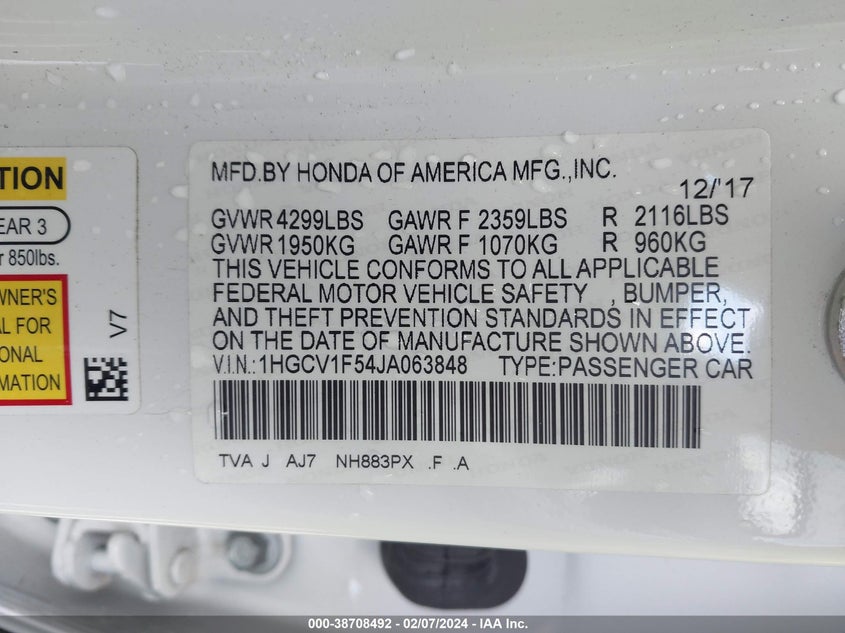 TION
EAR 3
r 850lbs.
WNER'S
AL FOR
IONAL
MATION
V7
MFD.BY HONDA OF AMERICA MFG.,INC.
12/'17
GVWR 4299LBS GAWR F 2359LBS R 2116LBS
GVWR 1950KG GAWR F 1070KG R 960KG
THIS VEHICLE CONFORMS TO ALL APPLICABLE
FEDERAL MOTOR VEHICLE SAFETY , BUMPER,
AND THEFT PREVENTION STANDARDS IN EFFECT
ON THE DATE OF MANUFACTURE SHOWN ABOVE.
V.I.N.:1HGCV1F54JA063848 TYPE:PASSENGER CAR
TVA J AJ7 NH883PX .F .A
000-38708492 - 02/07/2024 - IAA Inc.